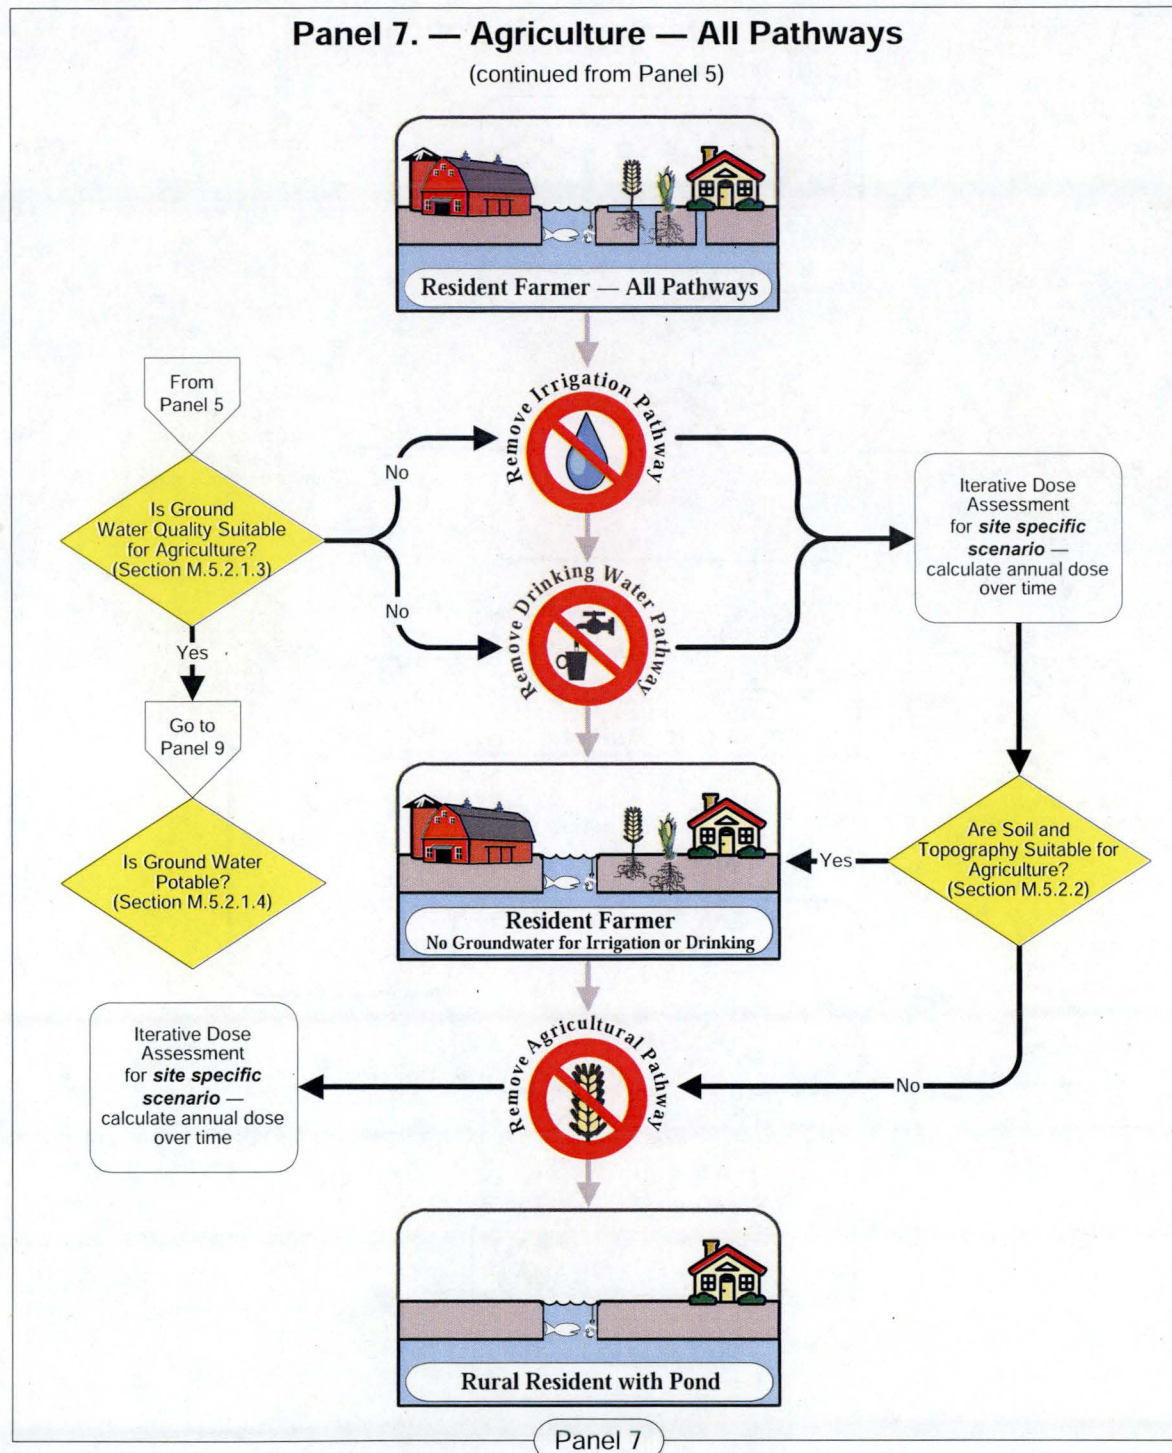 Panel 7. — Agriculture — All Pathways
(continued from Panel 5)
Resident Farmer — All Pathways
From
Panel 5
Remove Irrigation Pathway
No
Is Ground
Water Quality Suitable
for Agriculture?
(Section M.5.2.1.3)
Iterative Dose
Assessment
for site specific
scenario —
calculate annual dose
over time
No
Remove Drinking Water Pathway
Yes
Go to
Panel 9
Is Ground Water
Potable?
(Section M.5.2.1.4)
Yes
Are Soil and
Topography Suitable for
Agriculture?
(Section M.5.2.2)
Resident Farmer
No Groundwater for Irrigation or Drinking
Iterative Dose
Assessment
for site specific
scenario —
calculate annual dose
over time
Remove Agricultural Pathway
No
Rural Resident with Pond
Panel 7